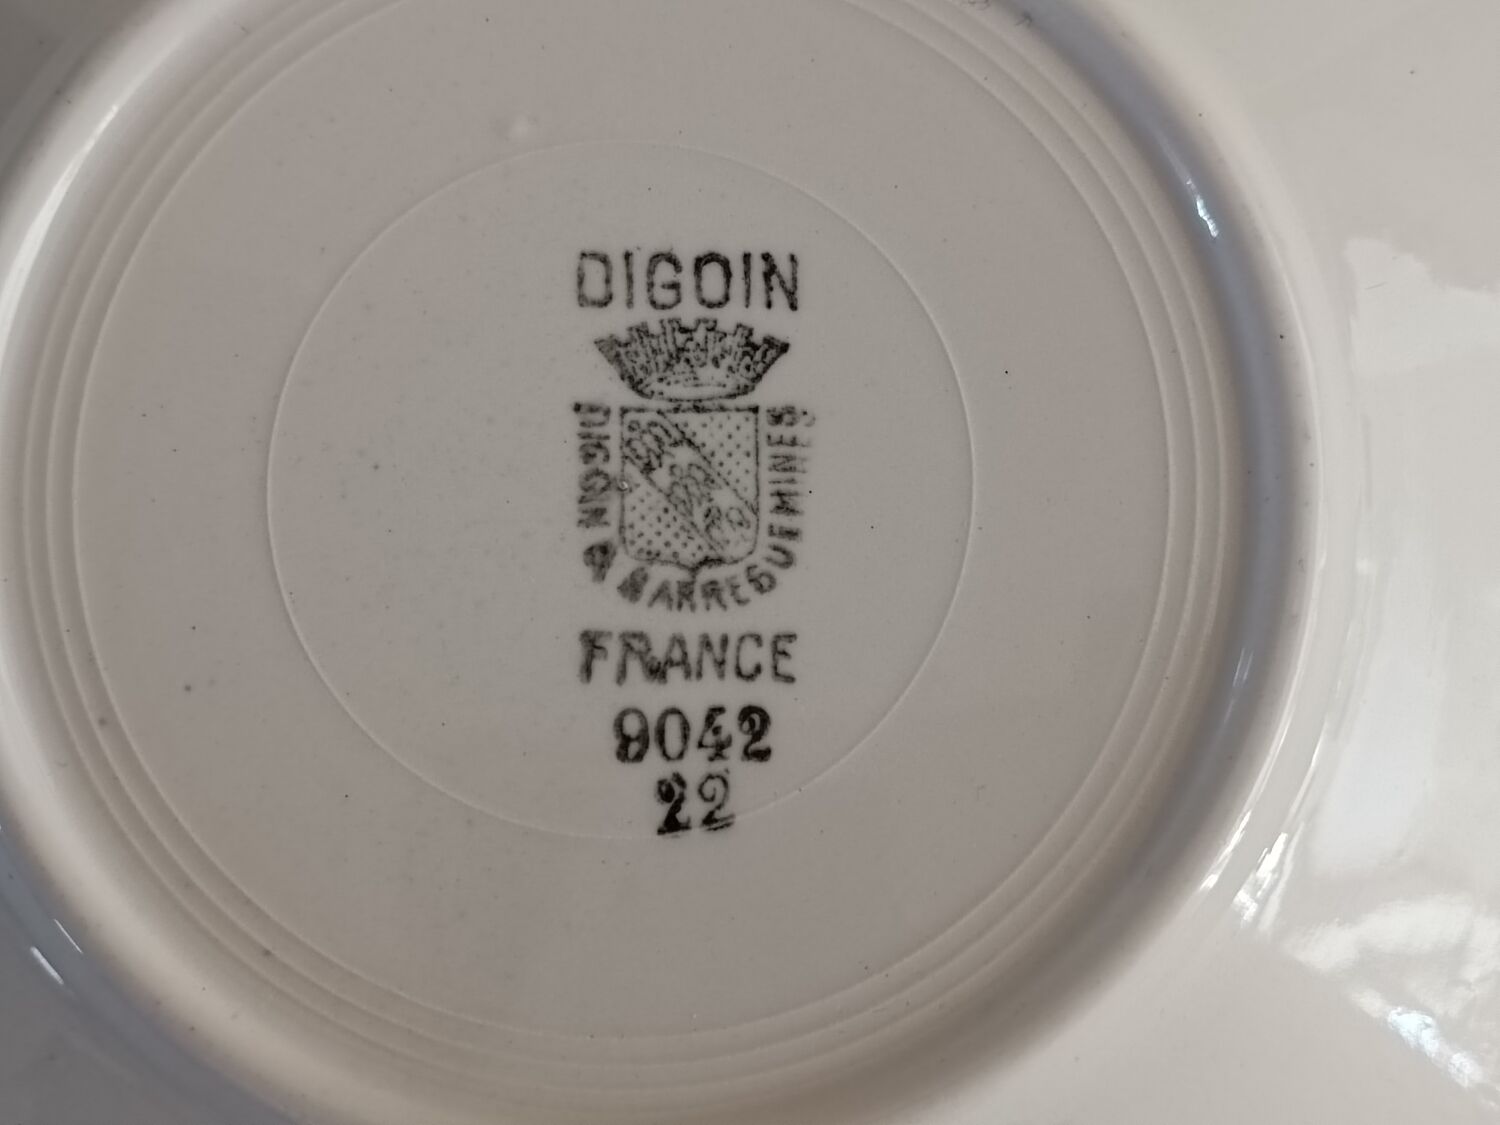 DIGOIN
DIGOIN & SARREGUEMINES
FRANCE
9042
22